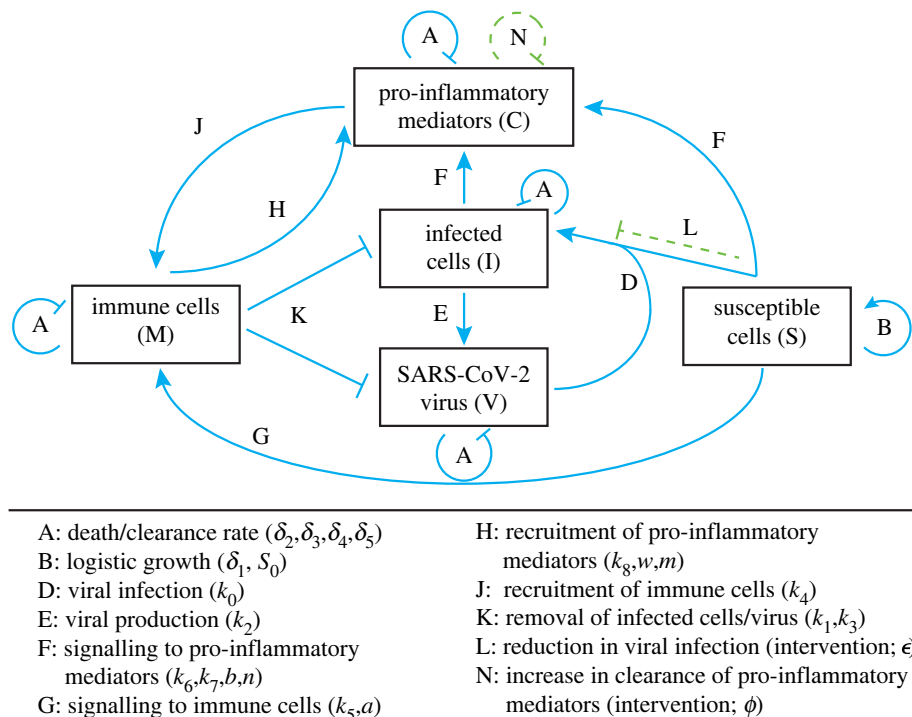 A
N
pro-inflammatory
mediators (C)
J
F
F
H
A
L
infected
cells (I)
D
immune cells
(M)
A
K
E
susceptible
cells (S)
B
SARS-CoV-2
virus (V)
G
A
A: death/clearance rate (δ2,δ3,δ4,δ5)
B: logistic growth (δ1, S0)
D: viral infection (k0)
E: viral production (k2)
F: signalling to pro-inflammatory
mediators (k6,k7,b,n)
G: signalling to immune cells (k5,a)
H: recruitment of pro-inflammatory
mediators (k8,w,m)
J: recruitment of immune cells (k4)
K: removal of infected cells/virus (k1,k3)
L: reduction in viral infection (intervention; ϵ)
N: increase in clearance of pro-inflammatory
mediators (intervention; ϕ)